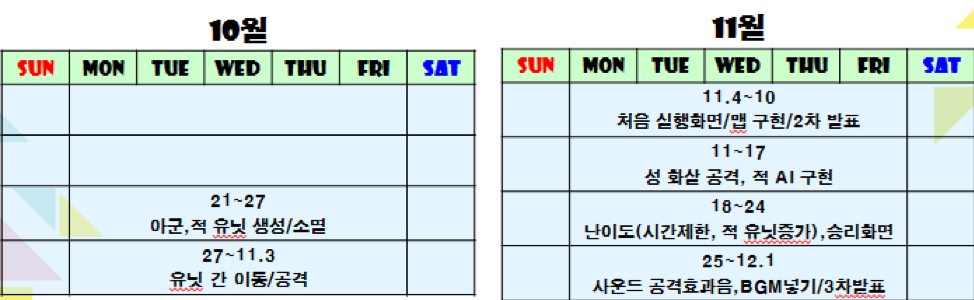 10월
SUN MON TUE WED THU FRI SAT
21~27
아군,적 유닛 생성/소멸
27~11.3
유닛 간 이동/공격
11월
SUN MON TUE WED THU FRI SAT
11.4~10
처음 실행화면/맵 구현/2차 발표
11~17
성 화살 공격, 적 AI 구현
18~24
난이도(시간제한, 적 유닛증가),승리화면
25~12.1
사운드 공격효과음,BGM넣기/3차발표